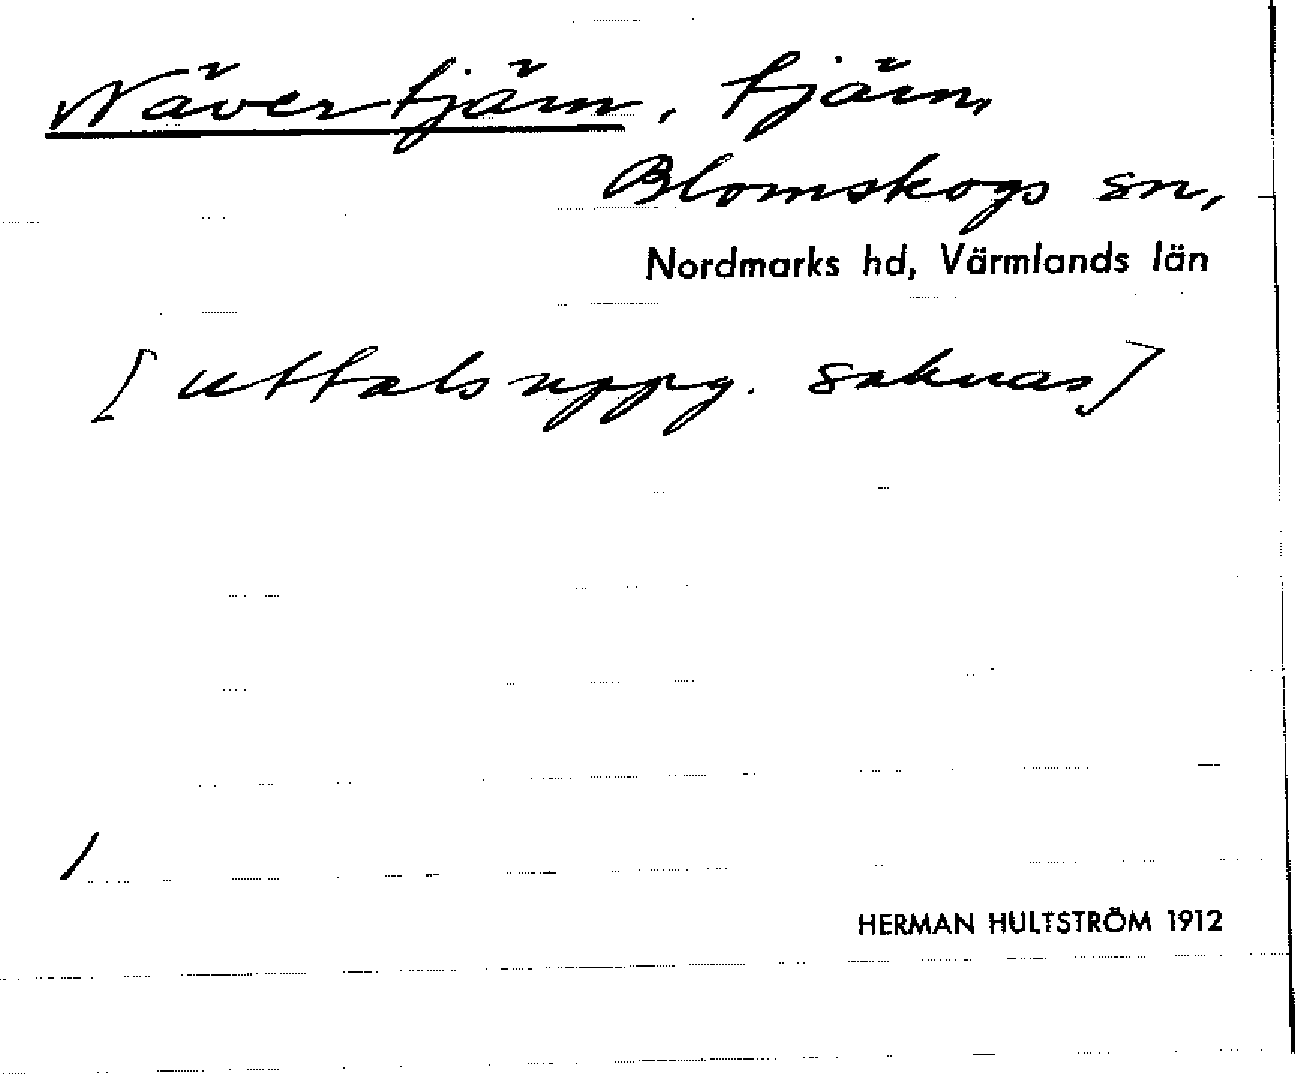 Nävertjärn, tjärn,
Blomskogs sn,
Nordmarks hd, Värmlands län
[uttalsuppg. saknas]
/
HERMAN HULTSTRÖM 1912